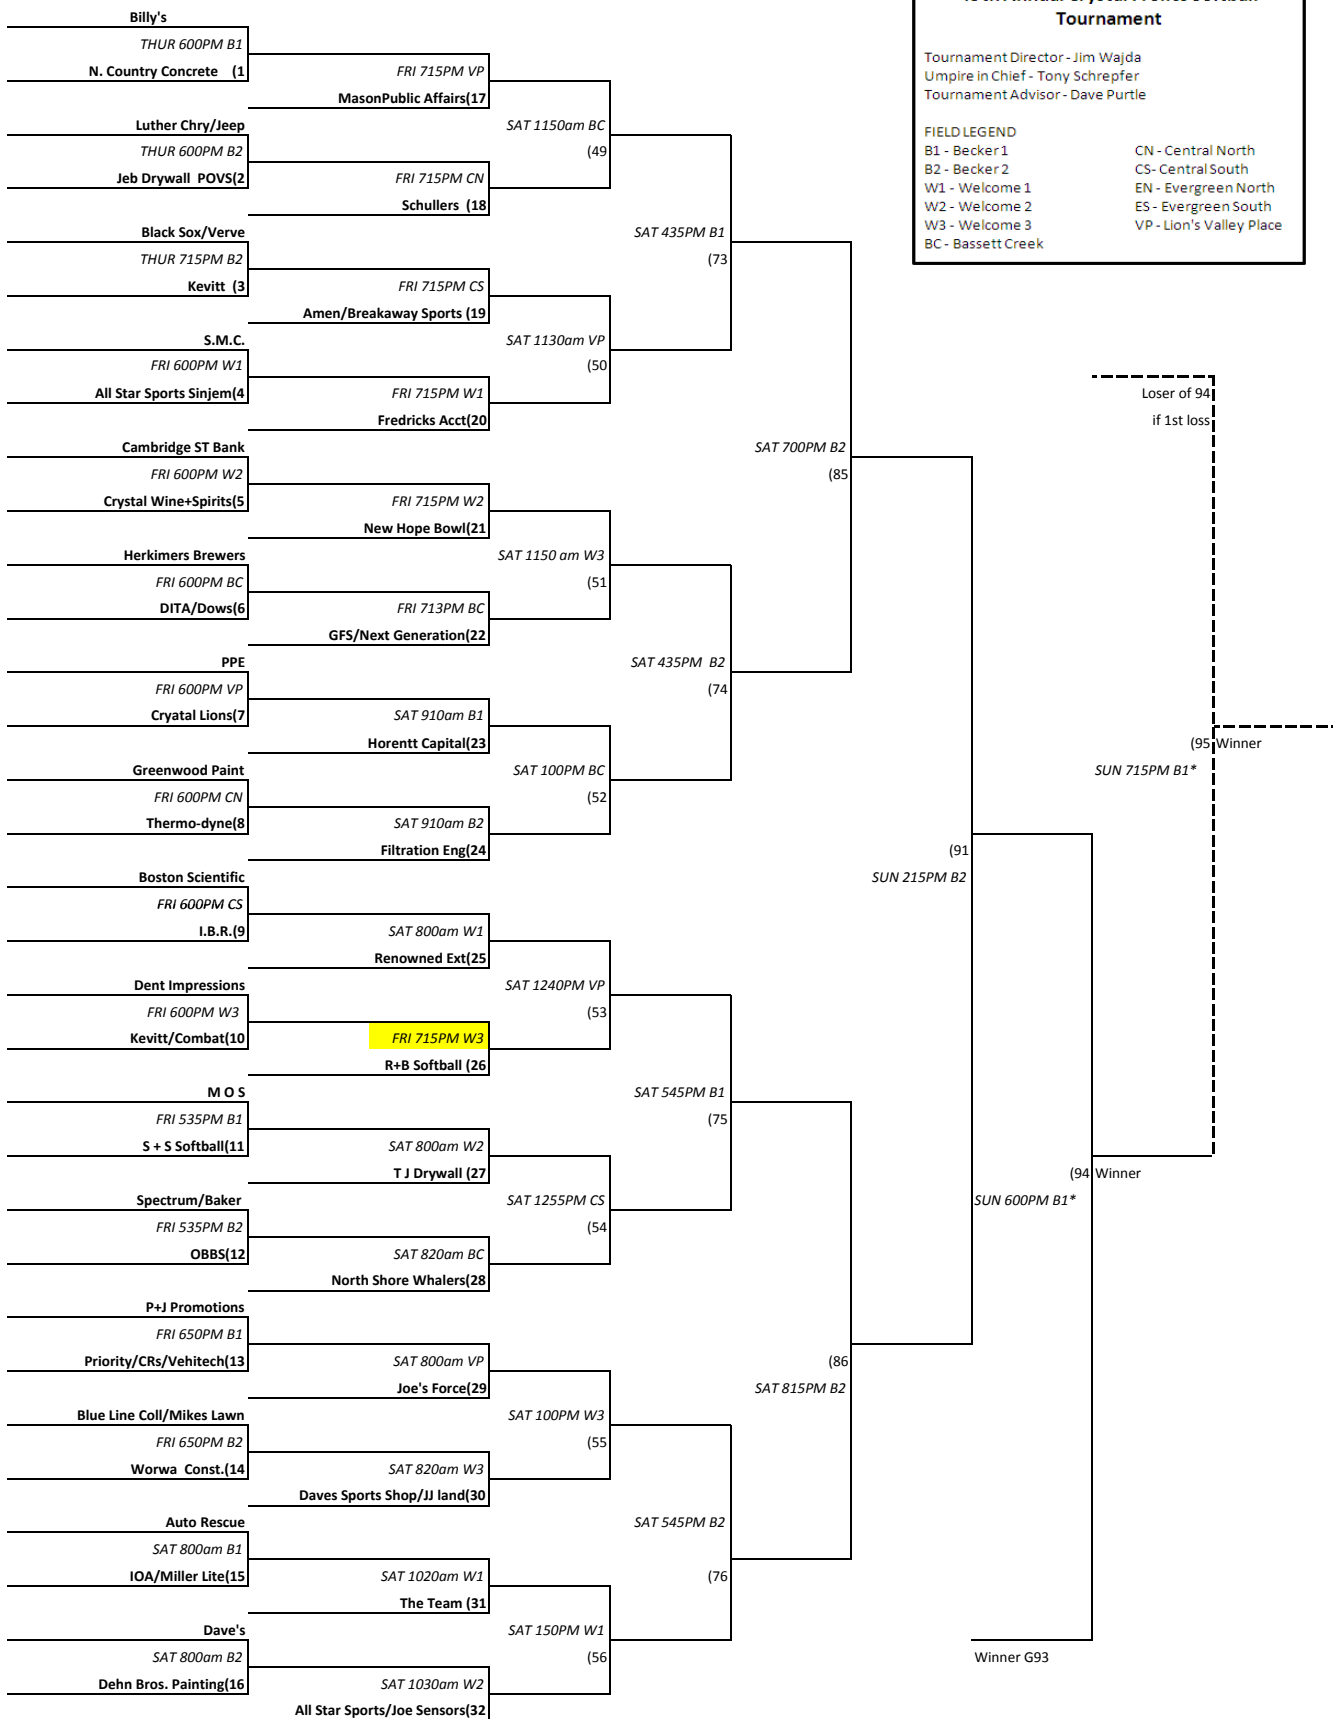 Tournament
Tournament Director - Jim Wajda
Umpire in Chief - Tony Schrepfer
Tournament Advisor - Dave Purtle
FIELD LEGEND
B1 - Becker 1
CN - Central North
B2 - Becker 2
CS- Central South
W1 - Welcome 1
EN - Evergreen North
W2 - Welcome 2
ES - Evergreen South
W3 - Welcome 3
VP - Lion's Valley Place
BC - Bassett Creek
Billy's
THUR 600PM B1
N. Country Concrete (1
FRI 715PM VP
MasonPublic Affairs(17
Luther Chry/Jeep
SAT 1150am BC
THUR 600PM B2
(49
Jeb Drywall POVS(2
FRI 715PM CN
Schullers (18
Black Sox/Verve
SAT 435PM B1
THUR 715PM B2
(73
Kevitt (3
FRI 715PM CS
Amen/Breakaway Sports (19
S.M.C.
SAT 1130am VP
FRI 600PM W1
(50
All Star Sports Sinjem(4
FRI 715PM W1
Loser of 94
Fredricks Acct(20
if 1st loss
Cambridge ST Bank
SAT 700PM B2
FRI 600PM W2
(85
Crystal Wine+Spirits(5
FRI 715PM W2
New Hope Bowl(21
Herkimers Brewers
SAT 1150 am W3
FRI 600PM BC
(51
DITA/Dows(6
FRI 713PM BC
GFS/Next Generation(22
PPE
SAT 435PM B2
FRI 600PM VP
(74
Cryatal Lions(7
SAT 910am B1
Horentt Capital(23
(95 Winner
Greenwood Paint
SAT 100PM BC
SUN 715PM B1*
FRI 600PM CN
(52
Thermo-dyne(8
SAT 910am B2
Filtration Eng(24
(91
Boston Scientific
SUN 215PM B2
FRI 600PM CS
I.B.R.(9
SAT 800am W1
Renowned Ext(25
Dent Impressions
SAT 1240PM VP
FRI 600PM W3
(53
Kevitt/Combat(10
FRI 715PM W3
R+B Softball (26
M O S
SAT 545PM B1
FRI 535PM B1
(75
S + S Softball(11
SAT 800am W2
T J Drywall (27
(94 Winner
Spectrum/Baker
SAT 1255PM CS
SUN 600PM B1*
FRI 535PM B2
(54
OBBS(12
SAT 820am BC
North Shore Whalers(28
P+J Promotions
FRI 650PM B1
Priority/CRs/Vehitech(13
SAT 800am VP
(86
Joe's Force(29
SAT 815PM B2
Blue Line Coll/Mikes Lawn
SAT 100PM W3
FRI 650PM B2
(55
Worwa Const.(14
SAT 820am W3
Daves Sports Shop/JJ land(30
Auto Rescue
SAT 545PM B2
SAT 800am B1
IOA/Miller Lite(15
SAT 1020am W1
(76
The Team (31
Dave's
SAT 150PM W1
SAT 800am B2
(56
Winner G93
Dehn Bros. Painting(16
SAT 1030am W2
All Star Sports/Joe Sensors(32